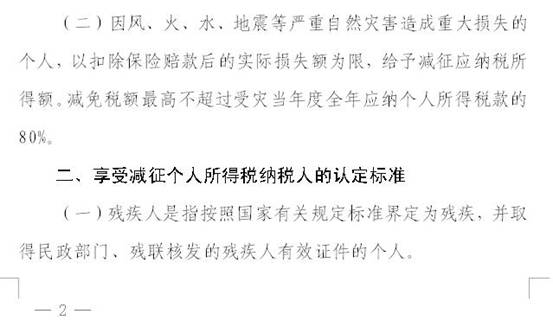 （二）因风、火、水、地震等严重自然灾害造成重大损失的
个人，以扣除保险赔款后的实际损失额为限，给予减征应纳税所
得额。减免税额最高不超过受灾当年度全年应纳个人所得税款的
80%。
二、享受减征个人所得税纳税人的认定标准
（一）残疾人是指按照国家有关规定标准界定为残疾，并取
得民政部门、残联核发的残疾人有效证件的个人。
— 2 —